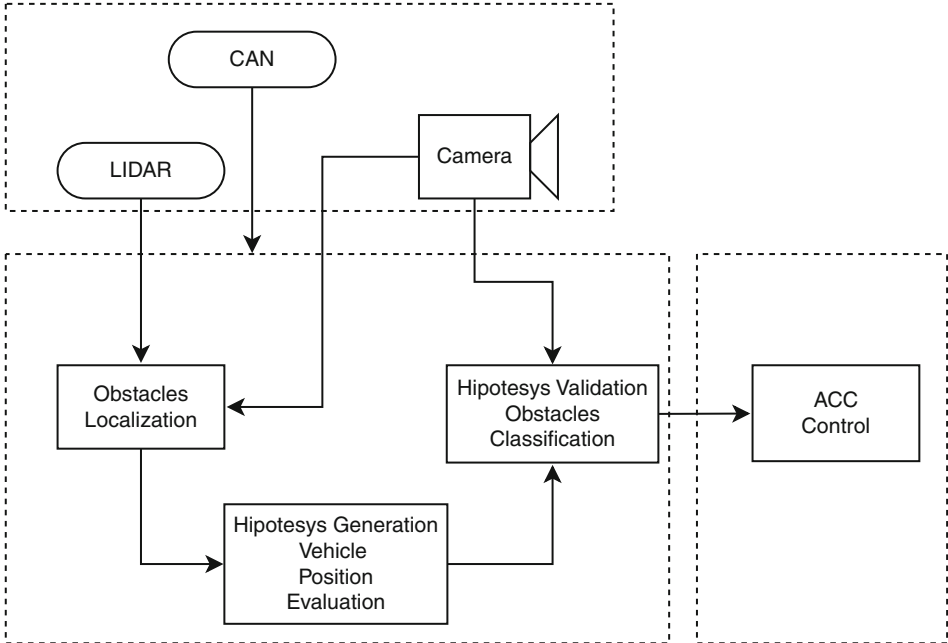 CAN
LIDAR
Camera
Obstacles
Localization
Hipotesys Validation
Obstacles
Classification
ACC
Control
Hipotesys Generation
Vehicle
Position
Evaluation